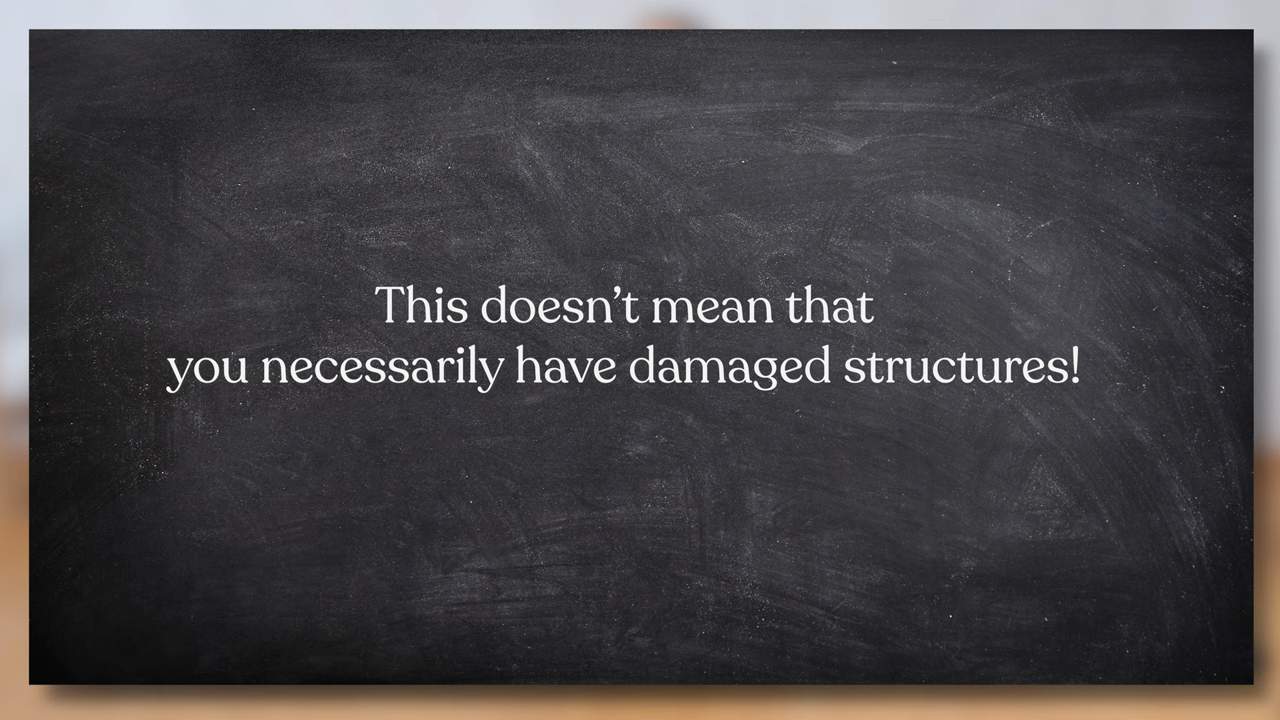 This doesn’t mean that
you necessarily have damaged structures!